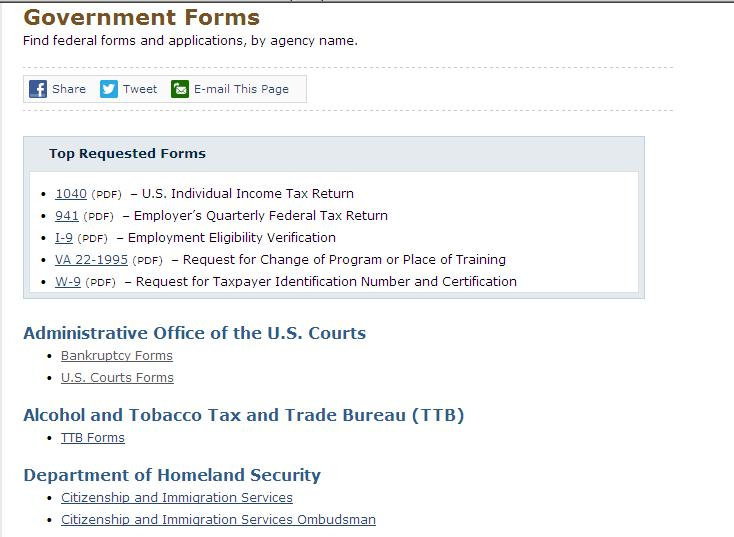 Government Forms
Find federal forms and applications, by agency name.
Share Tweet E-mail This Page
Top Requested Forms
• 1040 (PDF) – U.S. Individual Income Tax Return
• 941 (PDF) – Employer's Quarterly Federal Tax Return
• I-9 (PDF) – Employment Eligibility Verification
• VA 22-1995 (PDF) – Request for Change of Program or Place of Training
• W-9 (PDF) – Request for Taxpayer Identification Number and Certification
Administrative Office of the U.S. Courts
• Bankruptcy Forms
• U.S. Courts Forms
Alcohol and Tobacco Tax and Trade Bureau (TTB)
• TTB Forms
Department of Homeland Security
• Citizenship and Immigration Services
• Citizenship and Immigration Services Ombudsman